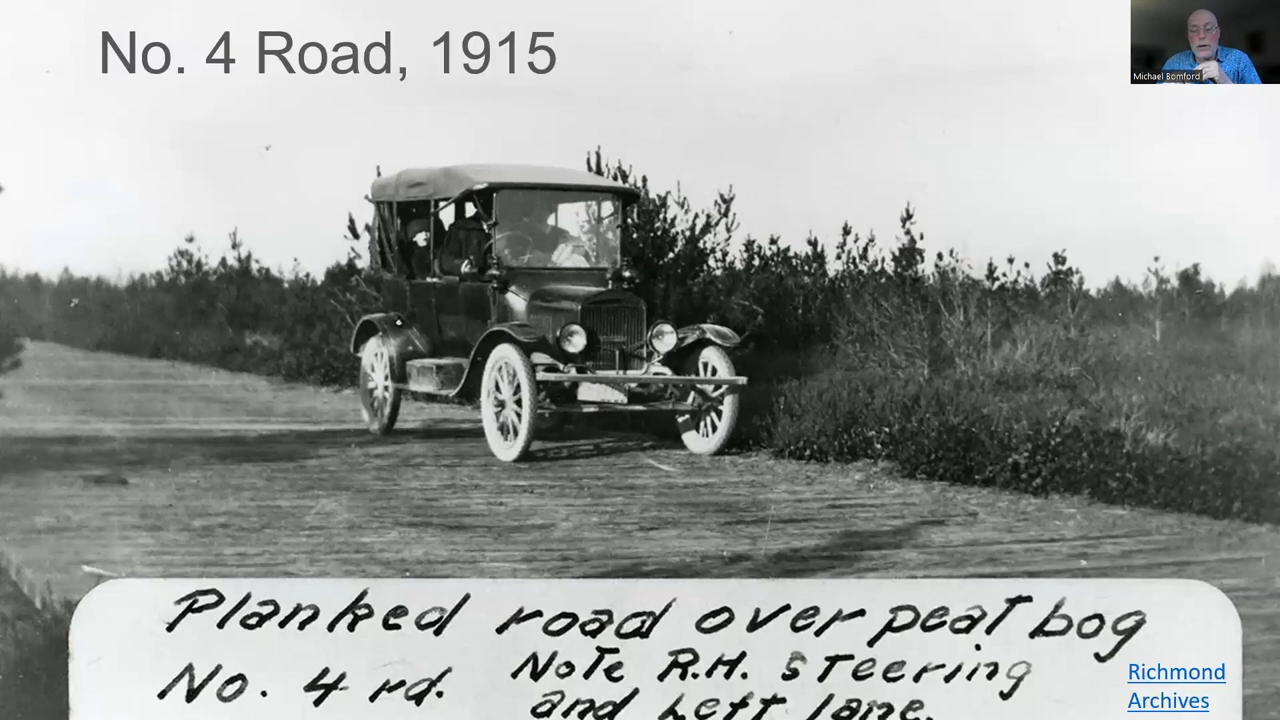 No. 4 Road, 1915
Michael Bomford
Planked road over peat bog
No. 4 rd. Note R.H. steering
and Left lane.
Richmond
Archives